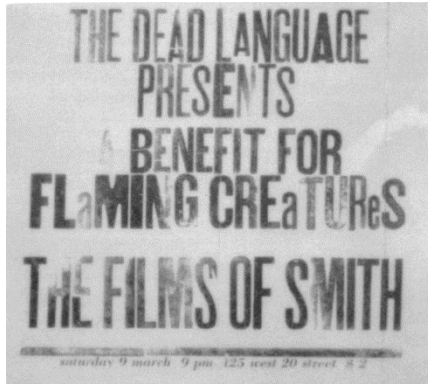 THE DEAD LANGUAGE
PRESENTS
A BENEFIT FOR
FLaMING CREaTUReS
THE FILMS OF SMITH
saturday 9 march 9 pm 125 west 20 street $ 2